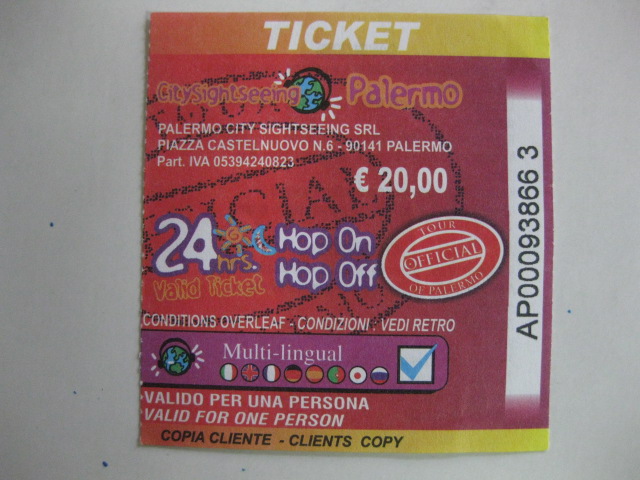 TICKET
CitySightseeing Palermo
PALERMO CITY SIGHTSEEING SRL
PIAZZA CASTELNUOVO N.6 - 90141 PALERMO
Part. IVA 05394240823
€ 20,00
24 hrs.
Valid Ticket
Hop On
Hop Off
TOUR
OFFICIAL
OF PALERMO
AP00093866 3
CONDITIONS OVERLEAF - CONDIZIONI: VEDI RETRO
Multi-lingual
VALIDO PER UNA PERSONA
VALID FOR ONE PERSON
COPIA CLIENTE - CLIENTS COPY